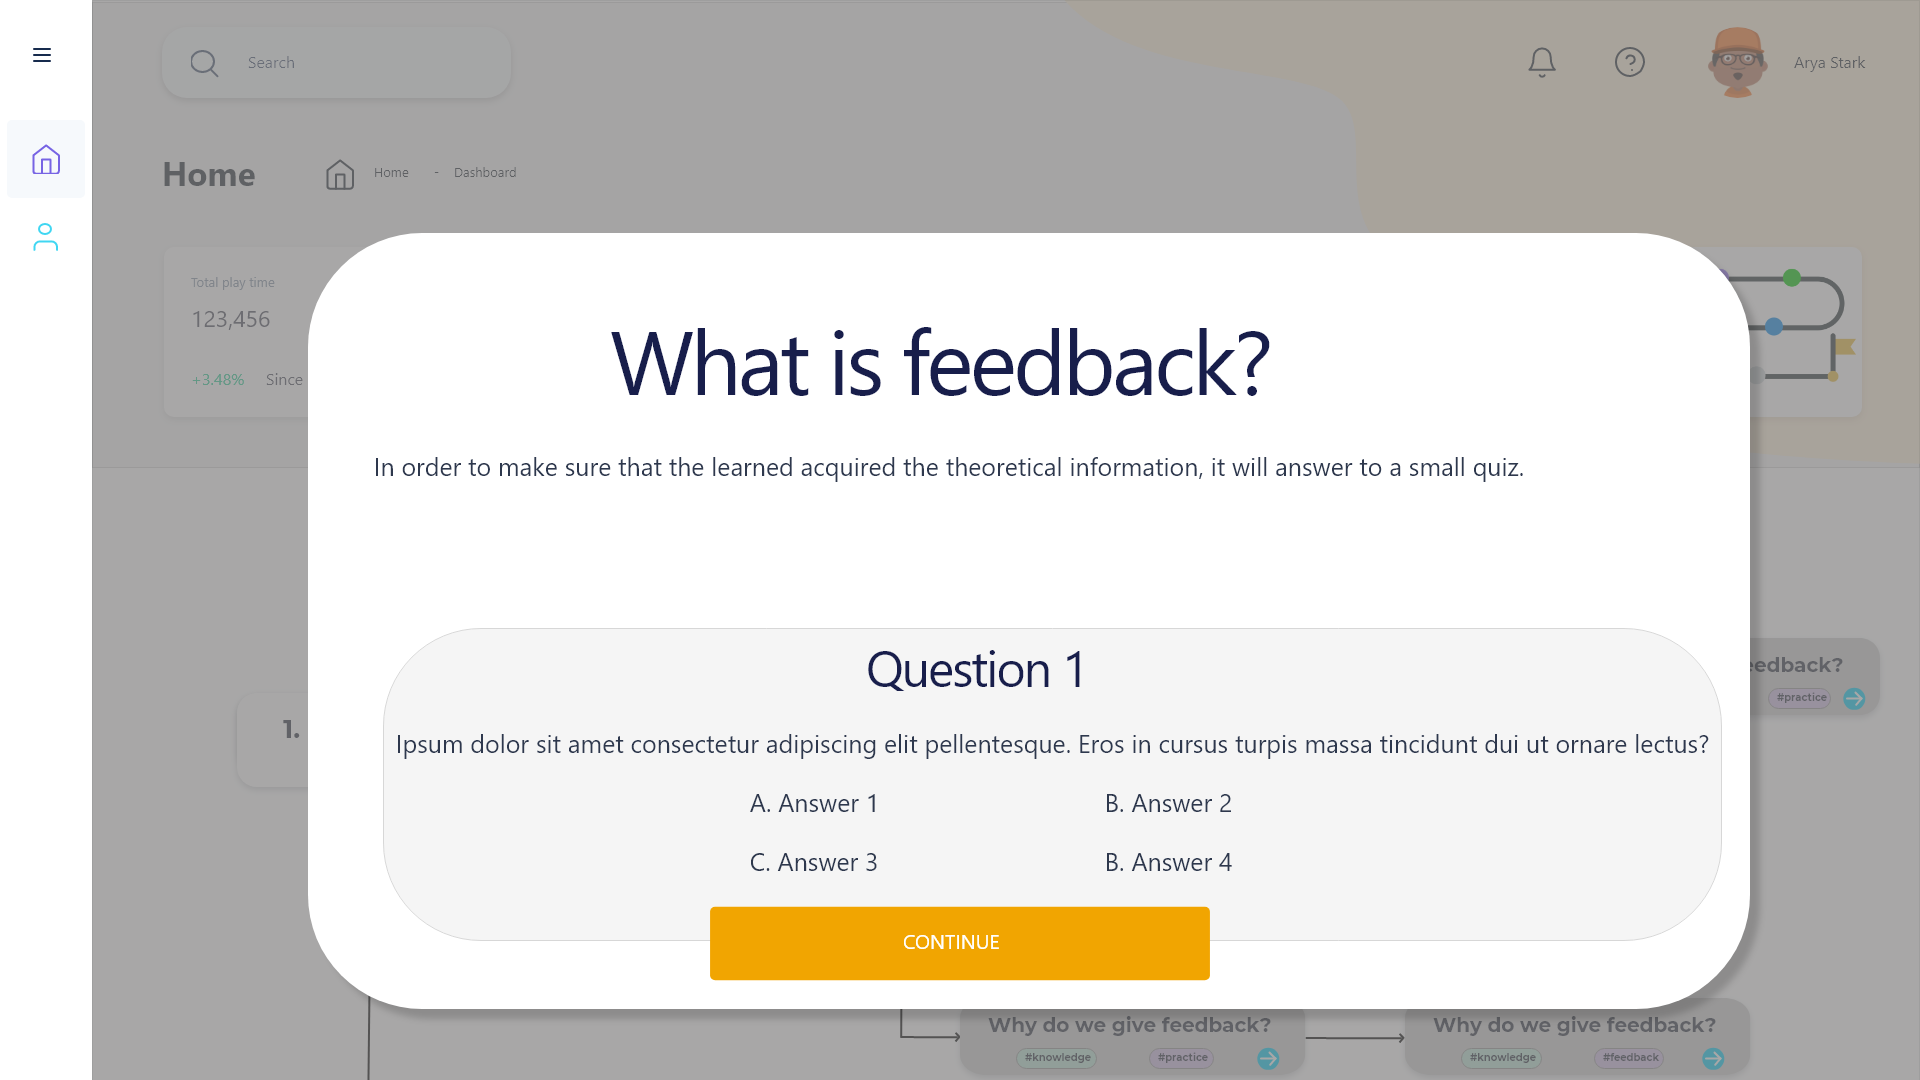 Search
Arya Stark
Home
Home - Dashboard
Total play time
123,456
+3.48% Since
What is feedback?
In order to make sure that the learned acquired the theoretical information, it will answer to a small quiz.
Question 1
Ipsum dolor sit amet consectetur adipiscing elit pellentesque. Eros in cursus turpis massa tincidunt dui ut ornare lectus?
A. Answer 1
B. Answer 2
C. Answer 3
B. Answer 4
CONTINUE
1.
edback?
#practice
Why do we give feedback?
#knowledge #practice
Why do we give feedback?
#knowledge #feedback